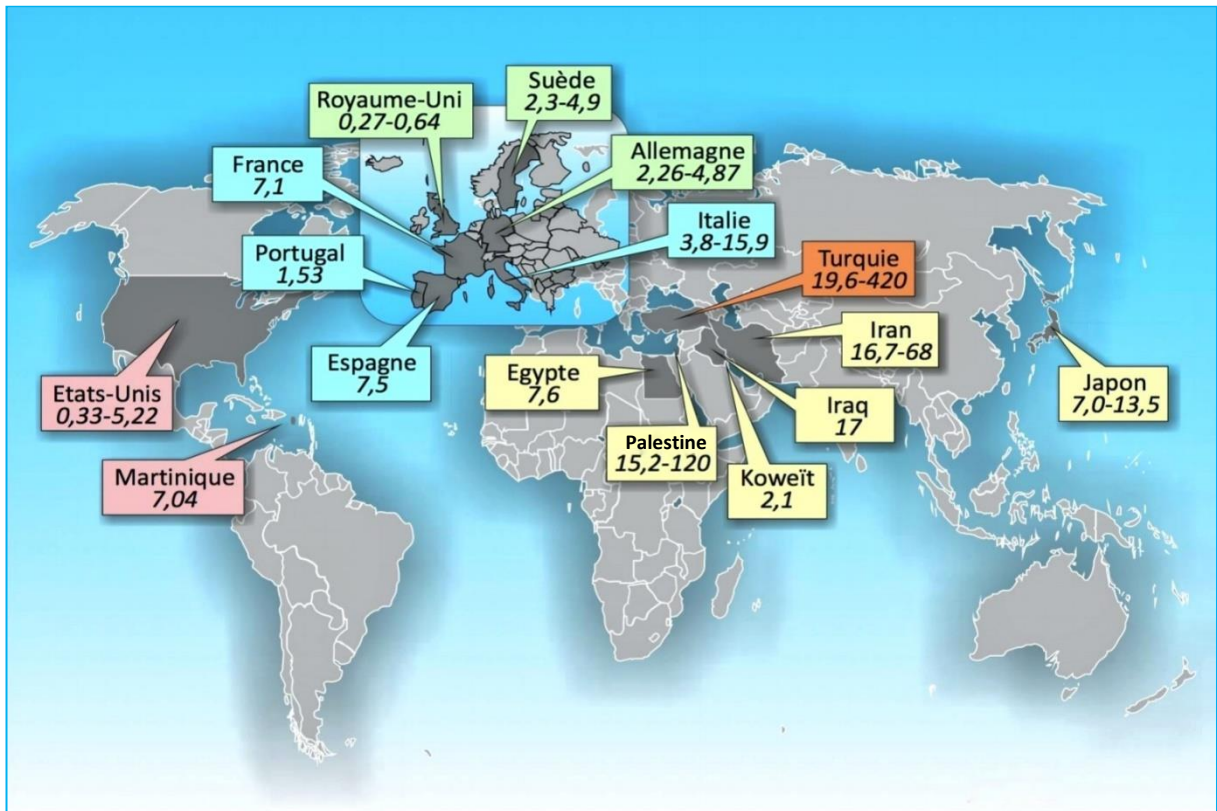 Suède
2,3-4,9
Royaume-Uni
0,27-0,64
Allemagne
2,26-4,87
France
7,1
Italie
3,8-15,9
Portugal
1,53
Turquie
19,6-420
Iran
16,7-68
Espagne
7,5
Egypte
7,6
Etats-Unis
0,33-5,22
Japon
7,0-13,5
Iraq
17
Palestine
15,2-120
Martinique
7,04
Koweït
2,1